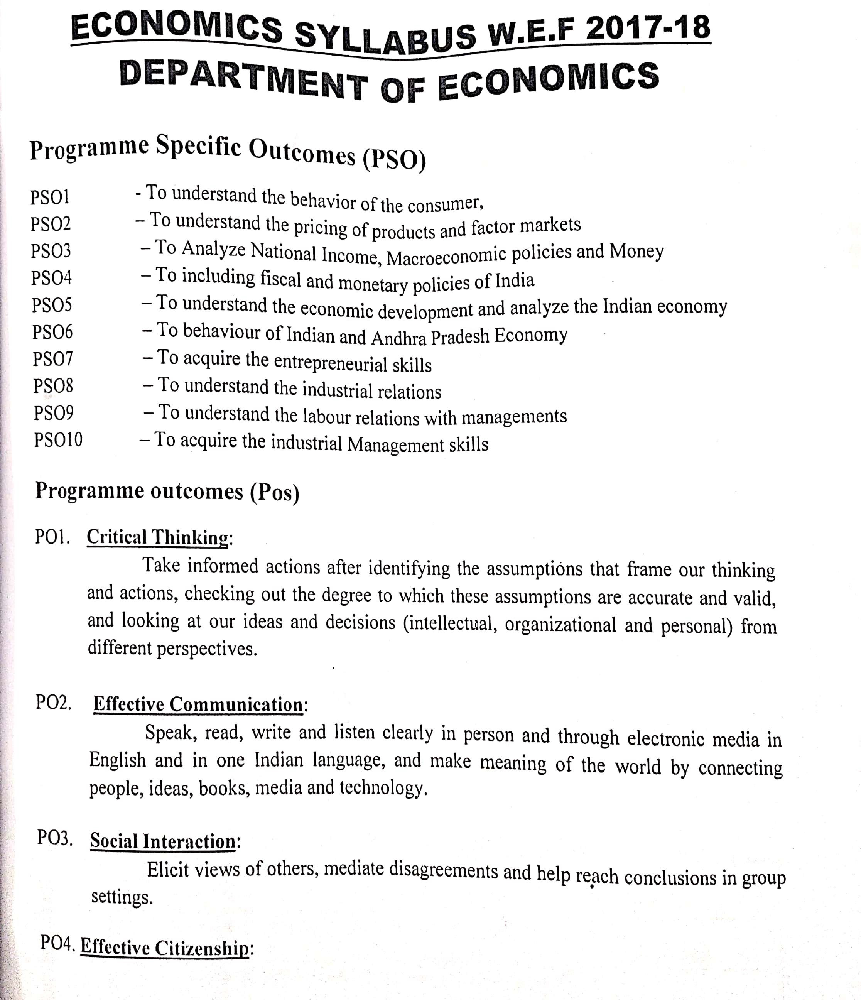 ECONOMICS SYLLABUS W.E.F 2017-18
DEPARTMENT OF ECONOMICS
Programme Specific Outcomes (PSO)
PSO1 - To understand the behavior of the consumer,
PSO2 – To understand the pricing of products and factor markets
PSO3 – To Analyze National Income, Macroeconomic policies and Money
PSO4 – To including fiscal and monetary policies of India
PSO5 – To understand the economic development and analyze the Indian economy
PSO6 – To behaviour of Indian and Andhra Pradesh Economy
PSO7 – To acquire the entrepreneurial skills
PSO8 – To understand the industrial relations
PSO9 – To understand the labour relations with managements
PSO10 – To acquire the industrial Management skills
Programme outcomes (Pos)
PO1. Critical Thinking:
Take informed actions after identifying the assumptions that frame our thinking
and actions, checking out the degree to which these assumptions are accurate and valid,
and looking at our ideas and decisions (intellectual, organizational and personal) from
different perspectives.
PO2. Effective Communication:
Speak, read, write and listen clearly in person and through electronic media in
English and in one Indian language, and make meaning of the world by connecting
people, ideas, books, media and technology.
PO3. Social Interaction:
Elicit views of others, mediate disagreements and help reach conclusions in group
settings.
PO4. Effective Citizenship: